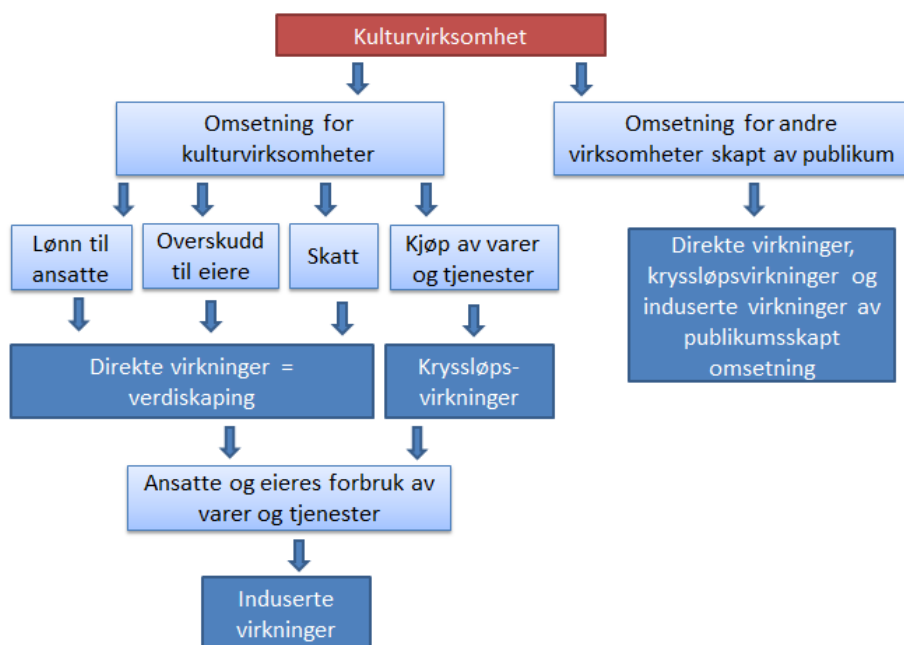 Kulturvirksomhet
Omsetning for
kulturvirksomheter
Omsetning for andre
virksomheter skapt av publikum
Lønn til
ansatte
Overskudd
til eiere
Skatt
Kjøp av varer
og tjenester
Direkte virkninger,
kryssløpsvirkninger og
induserte virkninger av
publikumsskapt
omsetning
Direkte virkninger =
verdiskaping
Kryssløps-
virkninger
Ansatte og eieres forbruk av
varer og tjenester
Induserte
virkninger